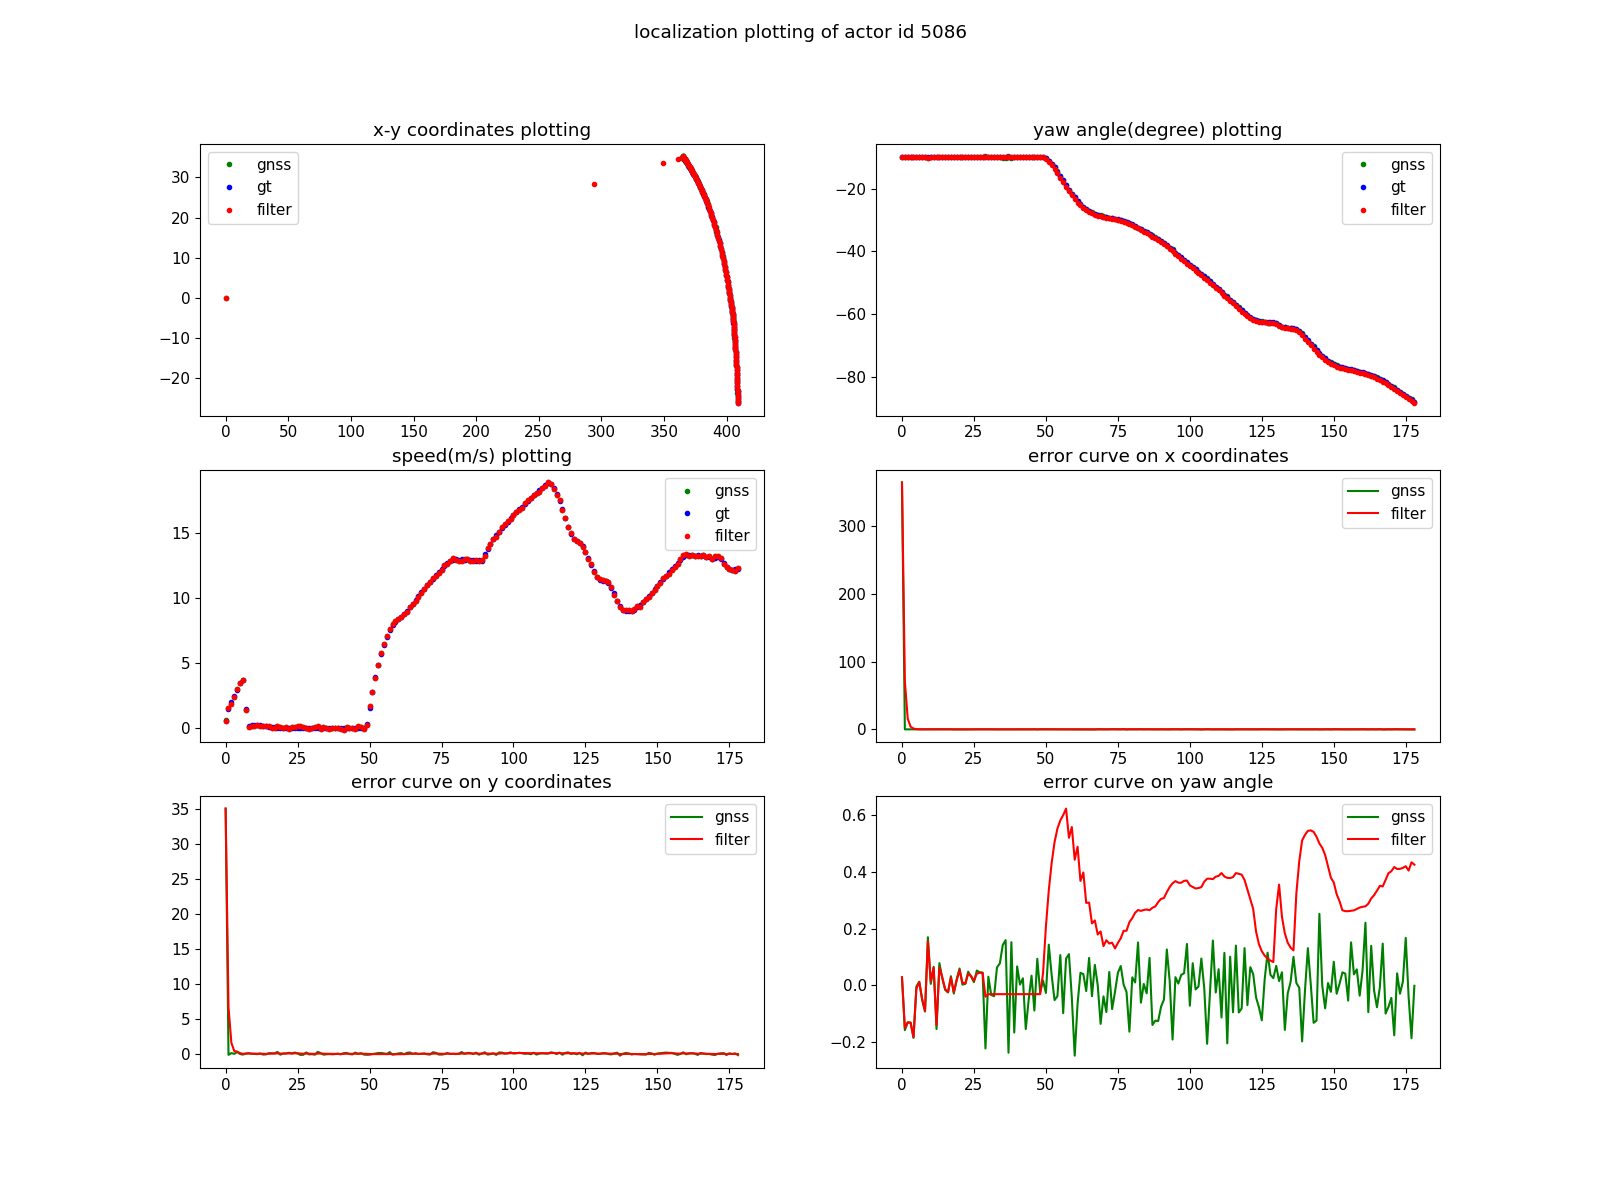 localization plotting of actor id 5086
x-y coordinates plotting
gnss
gt
filter
30
20
10
0
−10
−20
0 50 100 150 200 250 300 350 400
yaw angle(degree) plotting
gnss
gt
filter
−20
−40
−60
−80
0 25 50 75 100 125 150 175
speed(m/s) plotting
gnss
gt
filter
15
10
5
0
0 25 50 75 100 125 150 175
error curve on x coordinates
gnss
filter
300
200
100
0
0 25 50 75 100 125 150 175
error curve on y coordinates
gnss
filter
35
30
25
20
15
10
5
0
0 25 50 75 100 125 150 175
error curve on yaw angle
gnss
filter
0.6
0.4
0.2
0.0
−0.2
0 25 50 75 100 125 150 175